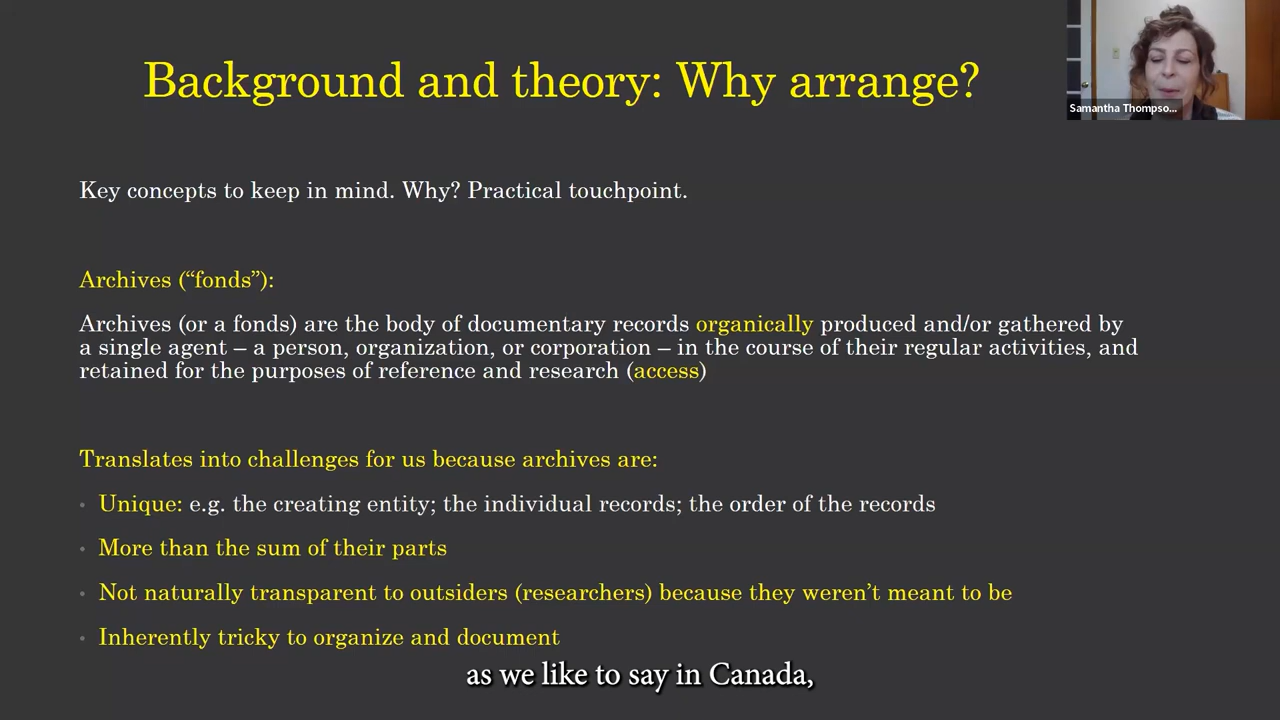 Background and theory: Why arrange?
Samantha Thompso...
Key concepts to keep in mind. Why? Practical touchpoint.
Archives (“fonds”):
Archives (or a fonds) are the body of documentary records organically produced and/or gathered by
a single agent – a person, organization, or corporation – in the course of their regular activities, and
retained for the purposes of reference and research (access)
Translates into challenges for us because archives are:
• Unique: e.g. the creating entity; the individual records; the order of the records
• More than the sum of their parts
• Not naturally transparent to outsiders (researchers) because they weren’t meant to be
• Inherently tricky to organize and document
as we like to say in Canada,